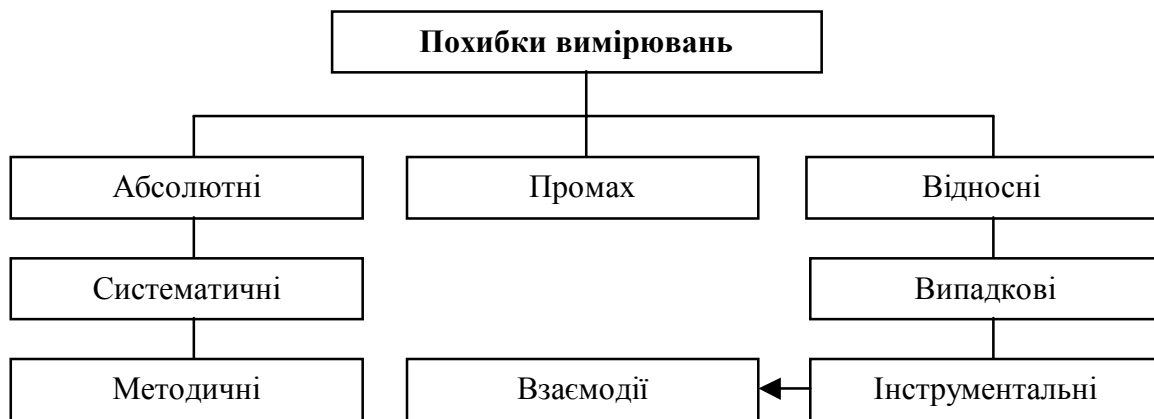 Похибки вимірювань
Абсолютні
Промах
Відносні
Систематичні
Випадкові
Методичні
Взаємодії
Інструментальні